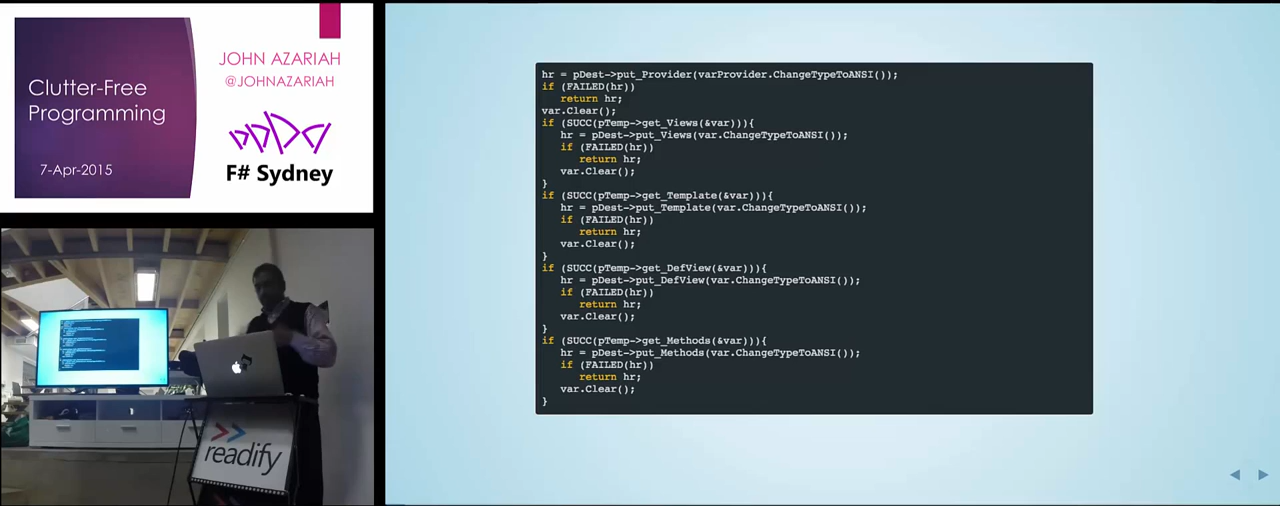 Clutter-Free
Programming
7-Apr-2015
JOHN AZARIAH
@JOHNAZARIAH
F# Sydney
readify
hr = pDest->put_Provider(varProvider.ChangeTypeToANSI());
if (FAILED(hr))
   return hr;
var.Clear();
if (SUCC(pTemp->get_Views(&var))){
   hr = pDest->put_Views(var.ChangeTypeToANSI());
   if (FAILED(hr))
      return hr;
   var.Clear();
}
if (SUCC(pTemp->get_Template(&var))){
   hr = pDest->put_Template(var.ChangeTypeToANSI());
   if (FAILED(hr))
      return hr;
   var.Clear();
}
if (SUCC(pTemp->get_DefView(&var))){
   hr = pDest->put_DefView(var.ChangeTypeToANSI());
   if (FAILED(hr))
      return hr;
   var.Clear();
}
if (SUCC(pTemp->get_Methods(&var))){
   hr = pDest->put_Methods(var.ChangeTypeToANSI());
   if (FAILED(hr))
      return hr;
   var.Clear();
}